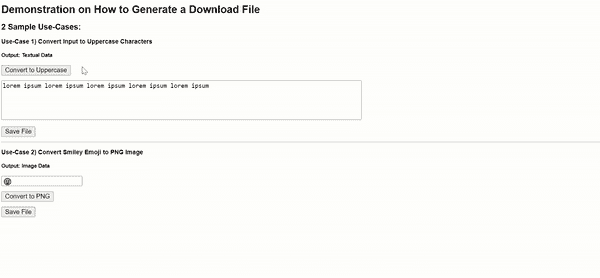 Demonstration on How to Generate a Download File
2 Sample Use-Cases:
Use-Case 1) Convert Input to Uppercase Characters
Output: Textual Data
Convert to Uppercase
lorem ipsum lorem ipsum lorem ipsum lorem ipsum lorem ipsum
Save File
Use-Case 2) Convert Smiley Emoji to PNG Image
Output: Image Data
Convert to PNG
Save File